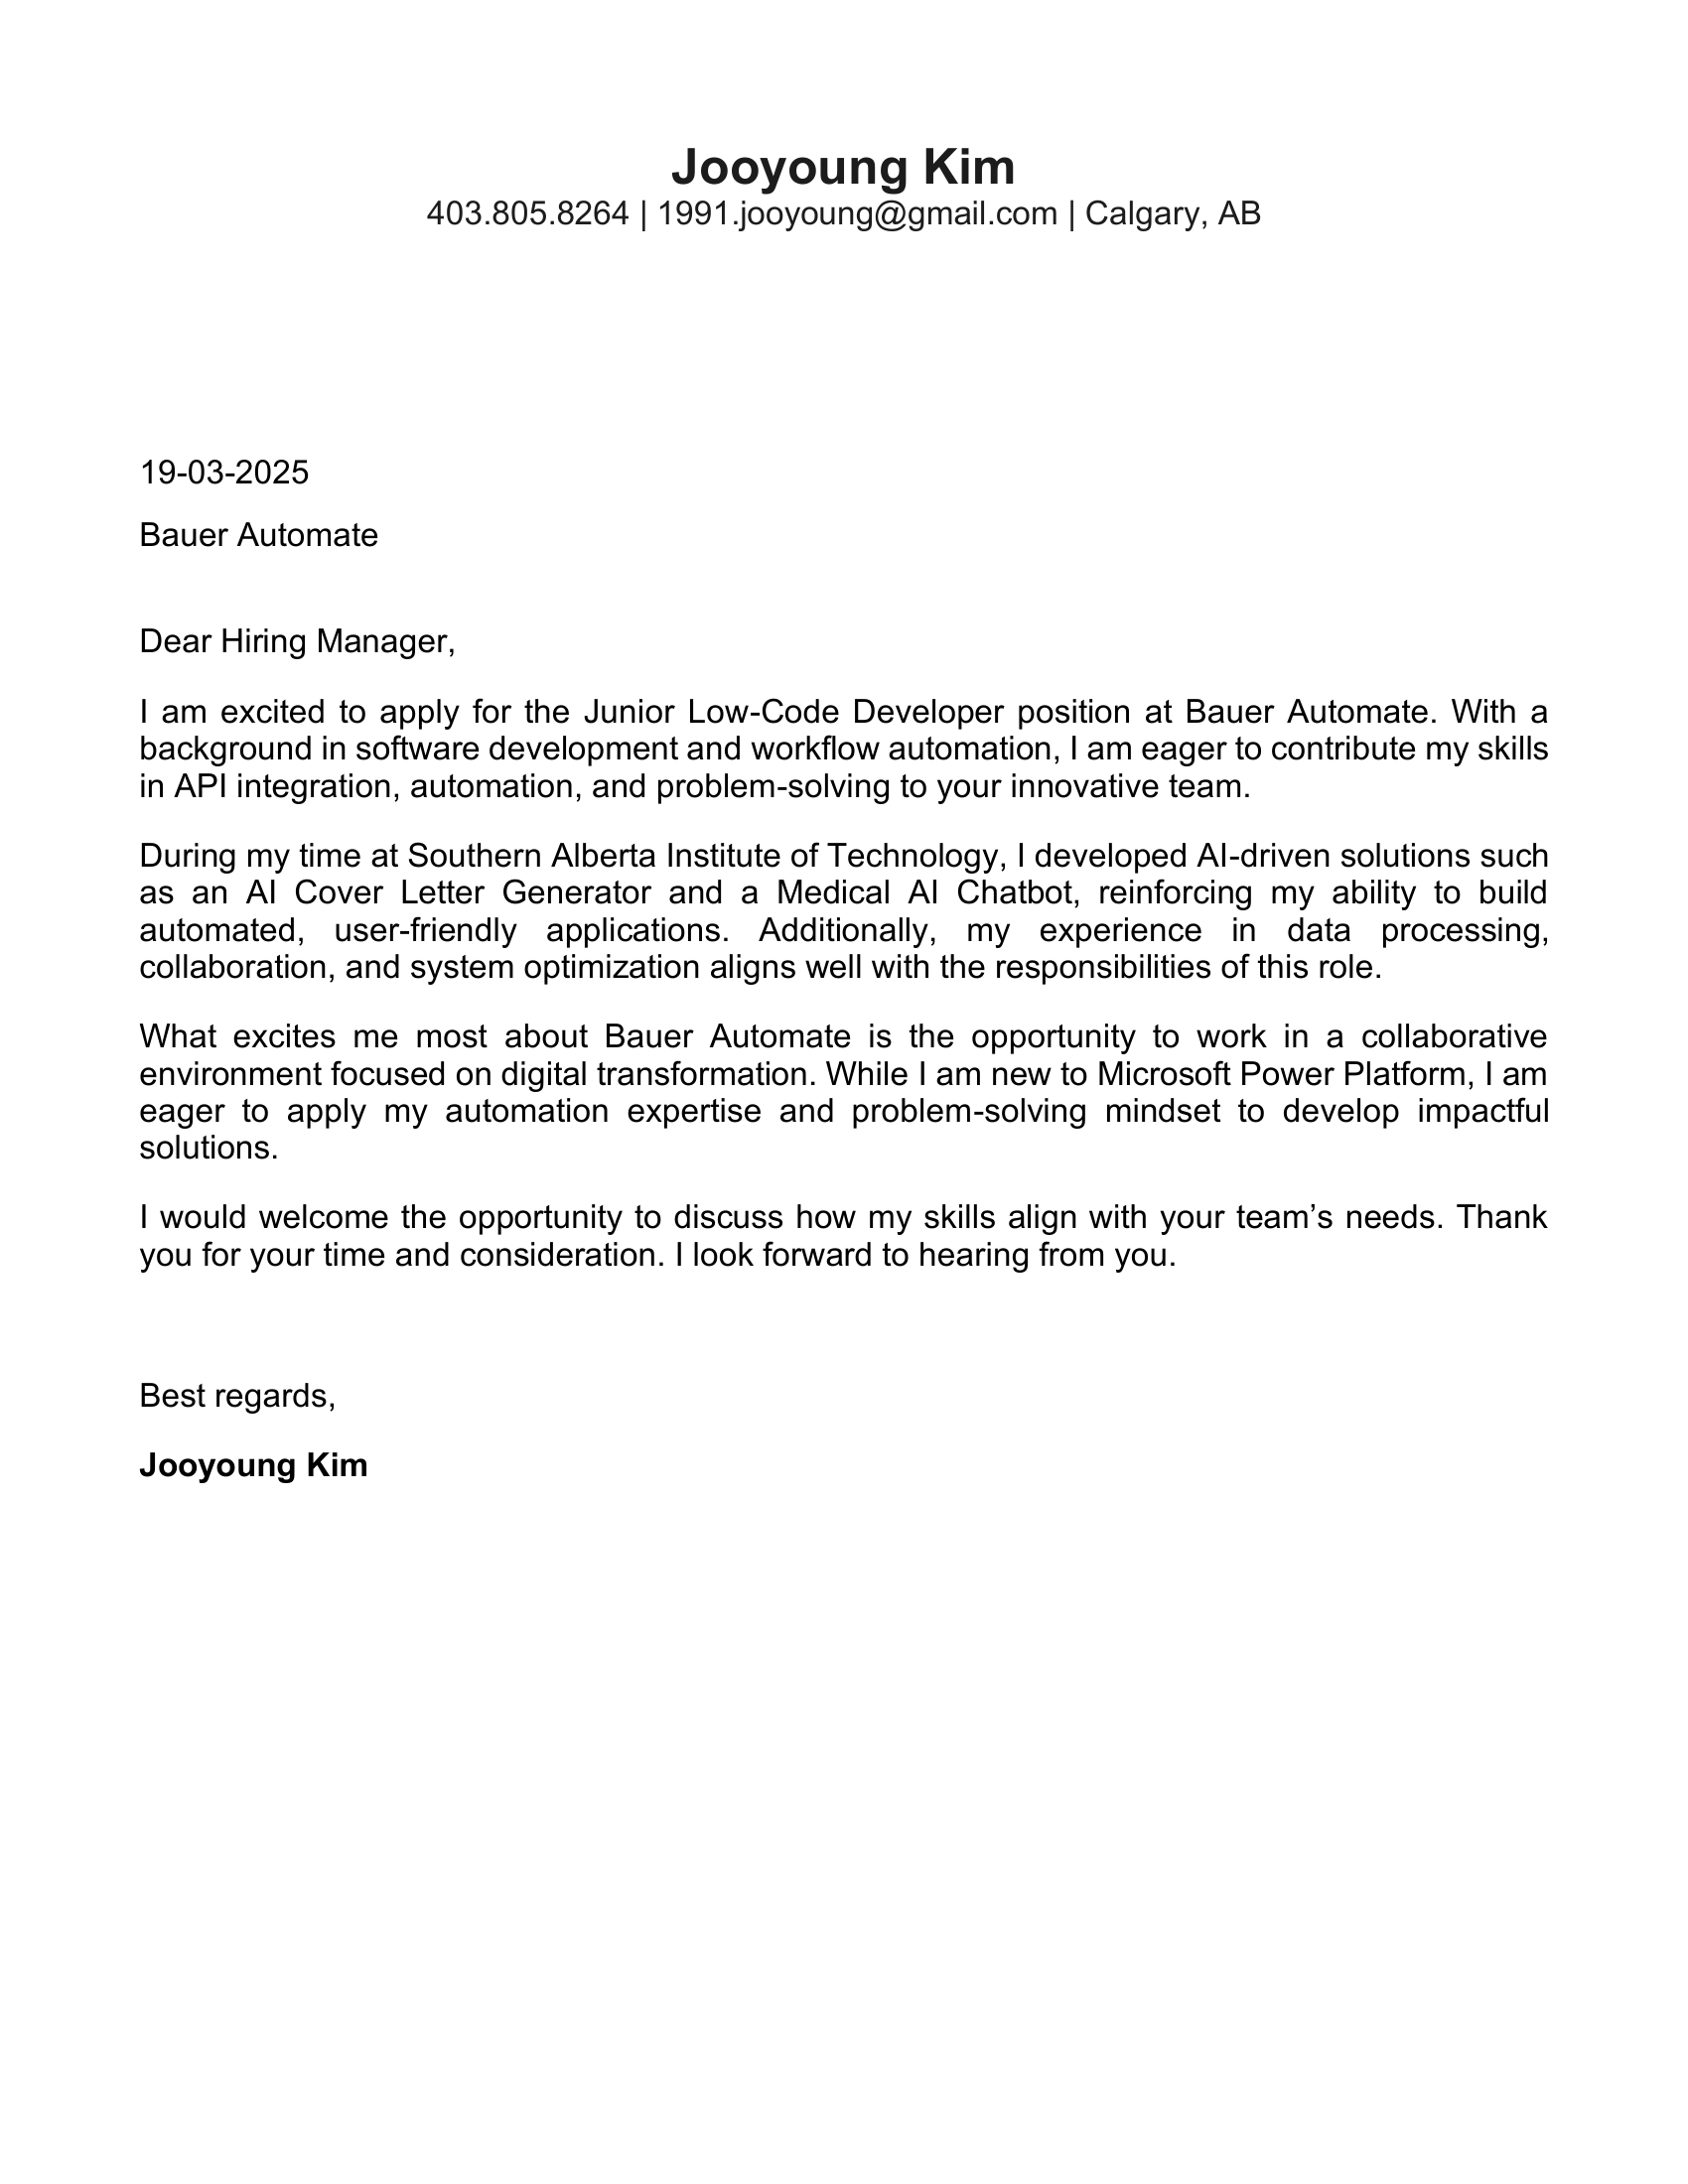 Jooyoung Kim
403.805.8264 | 1991.jooyoung@gmail.com | Calgary, AB
19-03-2025
Bauer Automate
Dear Hiring Manager,
I am excited to apply for the Junior Low-Code Developer position at Bauer Automate. With a
background in software development and workflow automation, I am eager to contribute my skills
in API integration, automation, and problem-solving to your innovative team.
During my time at Southern Alberta Institute of Technology, I developed AI-driven solutions such
as an AI Cover Letter Generator and a Medical AI Chatbot, reinforcing my ability to build
automated, user-friendly applications. Additionally, my experience in data processing,
collaboration, and system optimization aligns well with the responsibilities of this role.
What excites me most about Bauer Automate is the opportunity to work in a collaborative
environment focused on digital transformation. While I am new to Microsoft Power Platform, I am
eager to apply my automation expertise and problem-solving mindset to develop impactful
solutions.
I would welcome the opportunity to discuss how my skills align with your team’s needs. Thank
you for your time and consideration. I look forward to hearing from you.
Best regards,
Jooyoung Kim